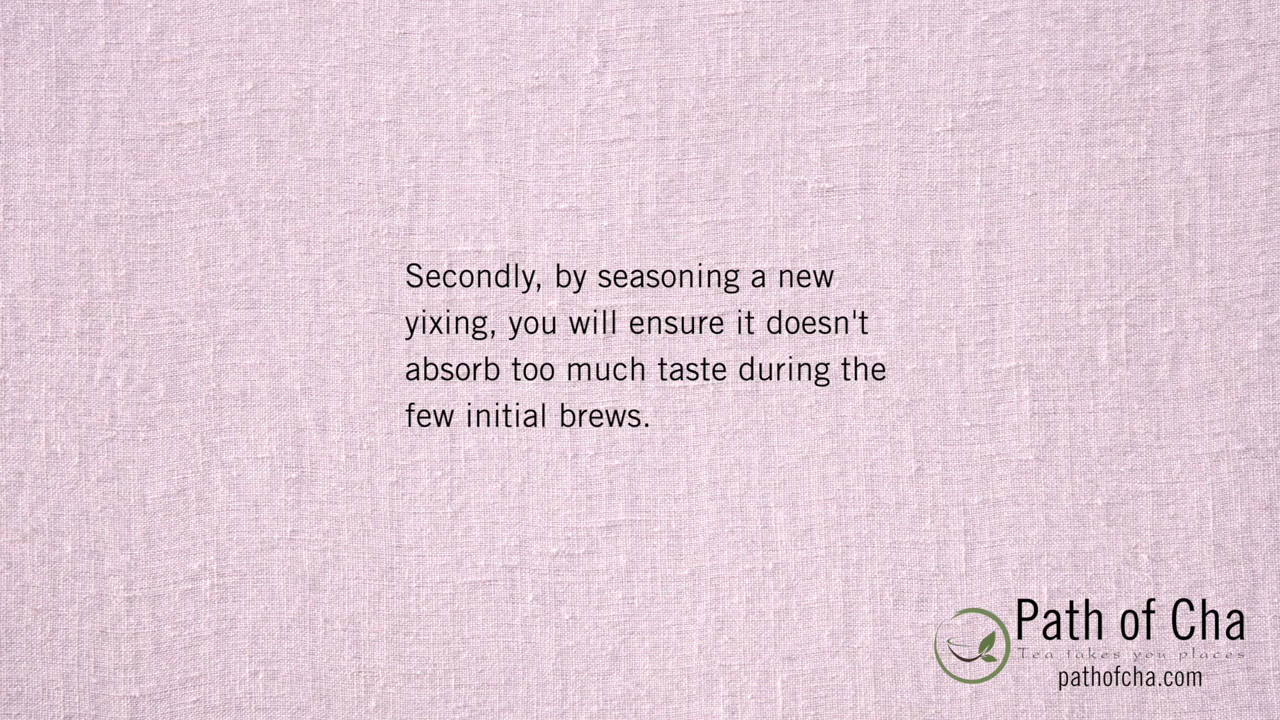 Secondly, by seasoning a new
yixing, you will ensure it doesn't
absorb too much taste during the
few initial brews.
Path of Cha
Tea takes you places
pathofcha.com